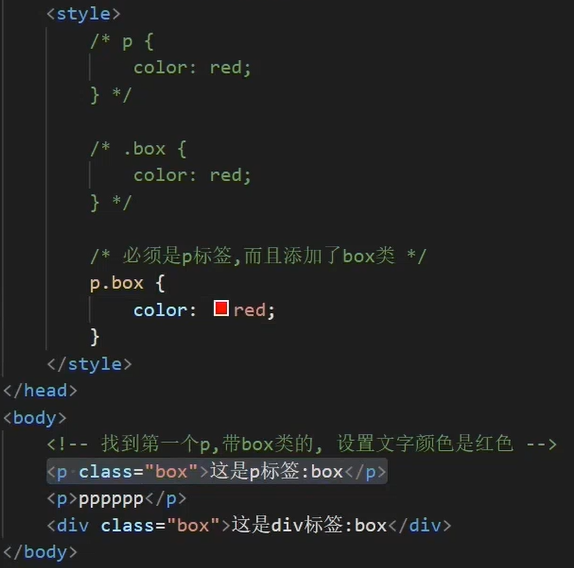 <style>
/* p {
color: red;
} */
/* .box {
color: red;
} */
/* 必须是p标签,而且添加了box类 */
p.box {
color: red;
}
</style>
</head>
<body>
<!-- 找到第一个p,带box类的, 设置文字颜色是红色 -->
<p class="box">这是p标签:box</p>
<p>pppppp</p>
<div class="box">这是div标签:box</div>
</body>